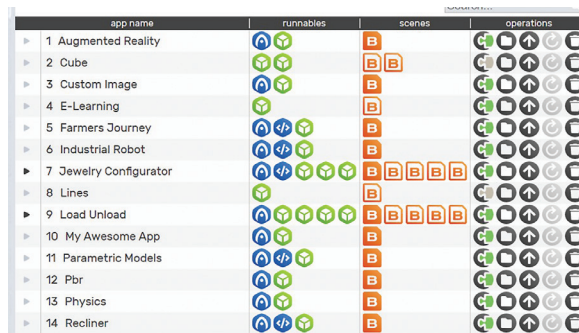 Search...
app name runnables scenes operations
1 Augmented Reality
2 Cube
3 Custom Image
4 E-Learning
5 Farmers Journey
6 Industrial Robot
7 Jewelry Configurator
8 Lines
9 Load Unload
10 My Awesome App
11 Parametric Models
12 Pbr
13 Physics
14 Recliner